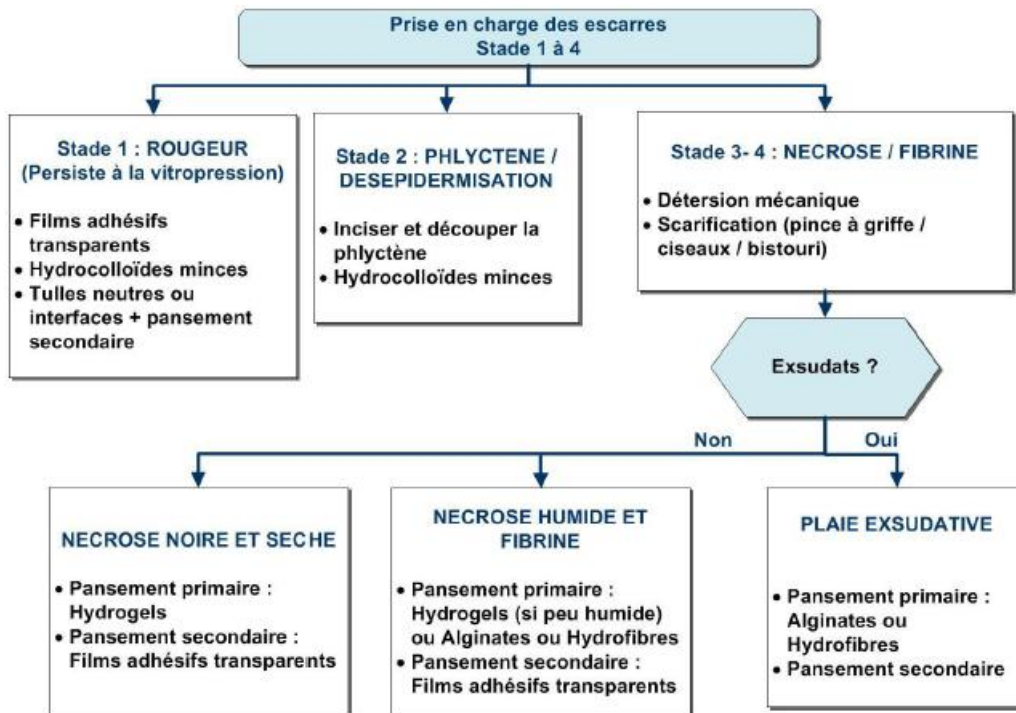 Prise en charge des escarres
Stade 1 à 4
Stade 1 : ROUGEUR
(Persiste à la vitropression)
• Films adhésifs
transparents
• Hydrocolloïdes minces
• Tulles neutres ou
interfaces + pansement
secondaire
Stade 2 : PHLYCTENE /
DESEPIDERMISATION
• Inciser et découper la
phlyctène
• Hydrocolloïdes minces
Stade 3- 4 : NECROSE / FIBRINE
• Détersion mécanique
• Scarification (pince à griffe /
ciseaux / bistouri)
Exsudats ?
Non
Oui
NECROSE NOIRE ET SECHE
• Pansement primaire :
Hydrogels
• Pansement secondaire :
Films adhésifs transparents
NECROSE HUMIDE ET
FIBRINE
• Pansement primaire :
Hydrogels (si peu humide)
ou Alginates ou Hydrofibres
• Pansement secondaire :
Films adhésifs transparents
PLAIE EXSUDATIVE
• Pansement primaire :
Alginates ou
Hydrofibres
• Pansement secondaire